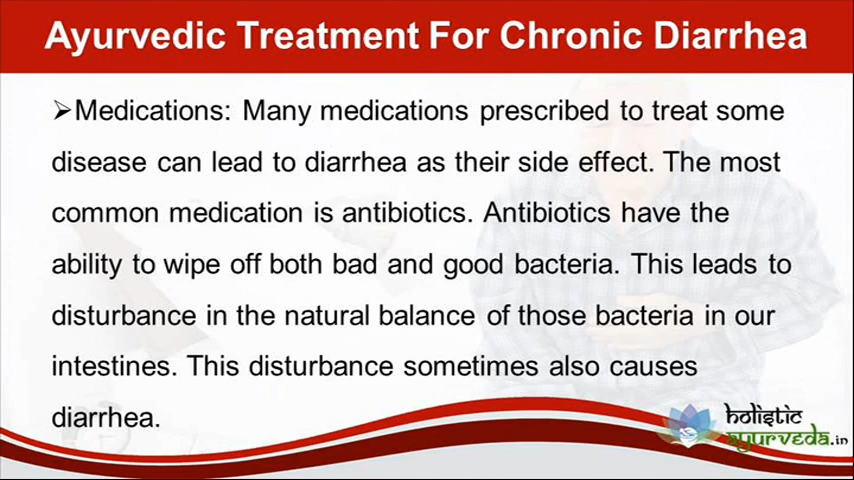 Ayurvedic Treatment For Chronic Diarrhea
➢Medications: Many medications prescribed to treat some
disease can lead to diarrhea as their side effect. The most
common medication is antibiotics. Antibiotics have the
ability to wipe off both bad and good bacteria. This leads to
disturbance in the natural balance of those bacteria in our
intestines. This disturbance sometimes also causes
diarrhea.
holistic
ayurveda.in